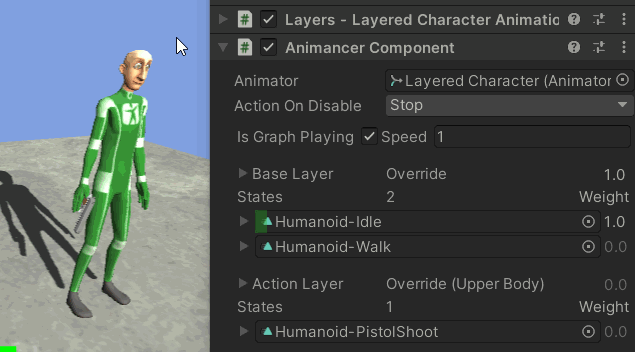 Layers - Layered Character Animatio
Animancer Component
Animator Layered Character (Animator
Action On Disable Stop
Is Graph Playing Speed 1
Base Layer Override 1.0
States 2 Weight
Humanoid-Idle 1.0
Humanoid-Walk 0.0
Action Layer Override (Upper Body) 0.0
States 1 Weight
Humanoid-PistolShoot 0.0